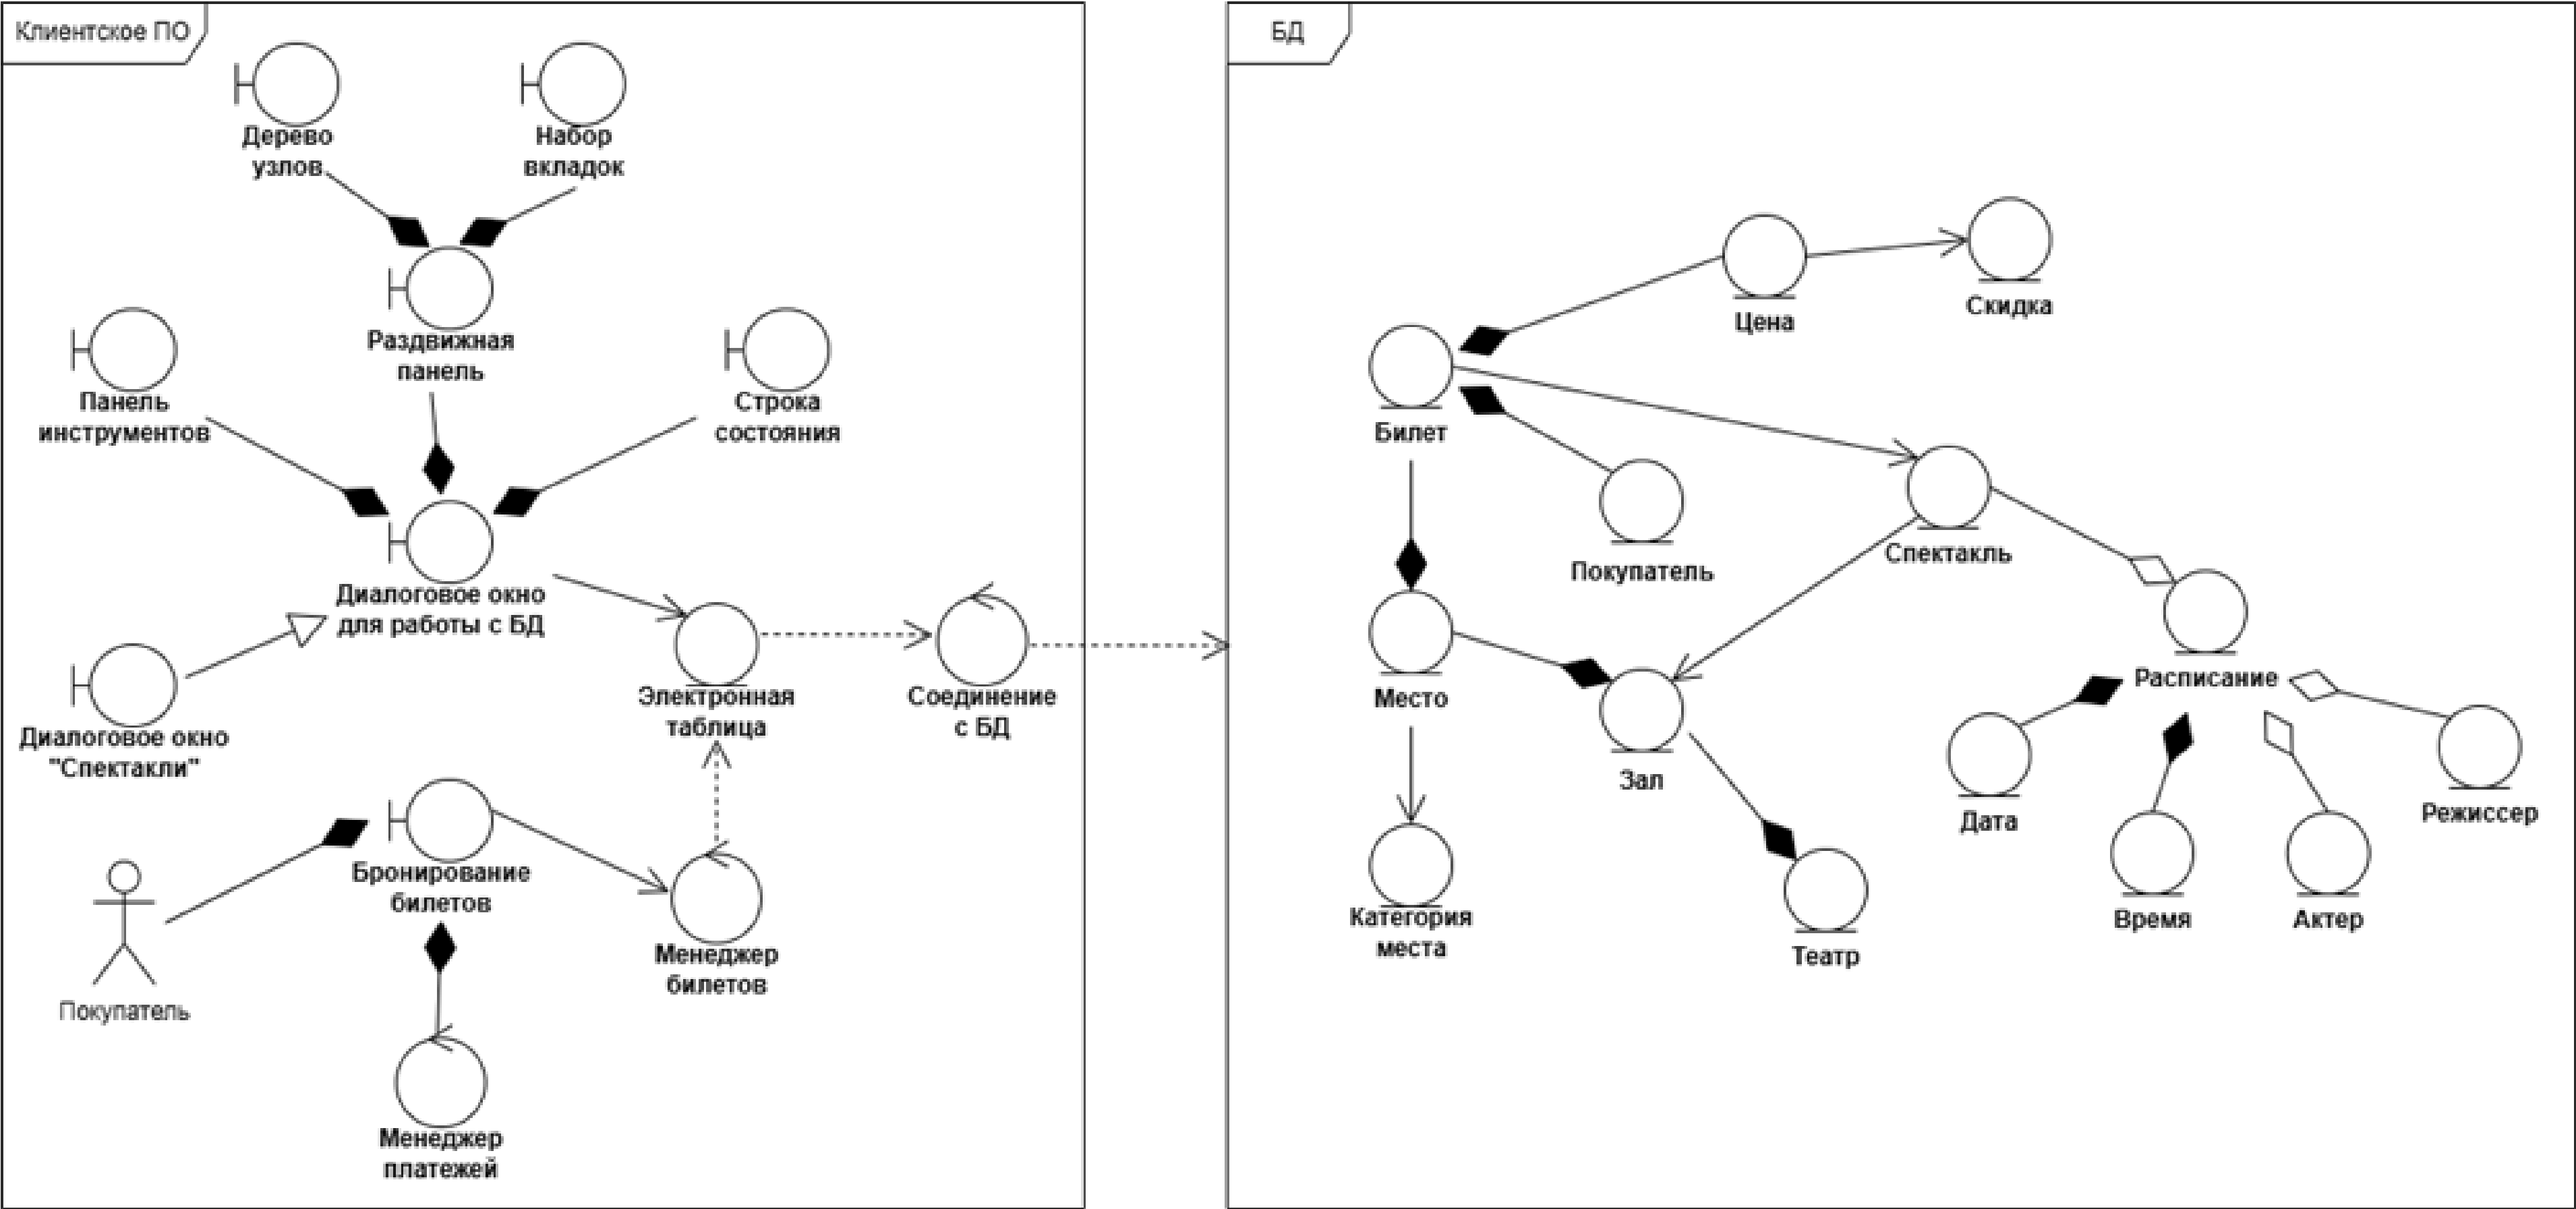 Клиентское ПО
Дерево
узлов
Набор
вкладок
Раздвижная
панель
Панель
инструментов
Строка
состояния
Диалоговое окно
для работы с БД
Диалоговое окно
"Спектакли"
Электронная
таблица
Соединение
с БД
Бронирование
билетов
Менеджер
билетов
Покупатель
Менеджер
платежей
БД
Цена
Скидка
Билет
Покупатель
Спектакль
Место
Зал
Расписание
Категория
места
Театр
Дата
Время
Актер
Режиссер